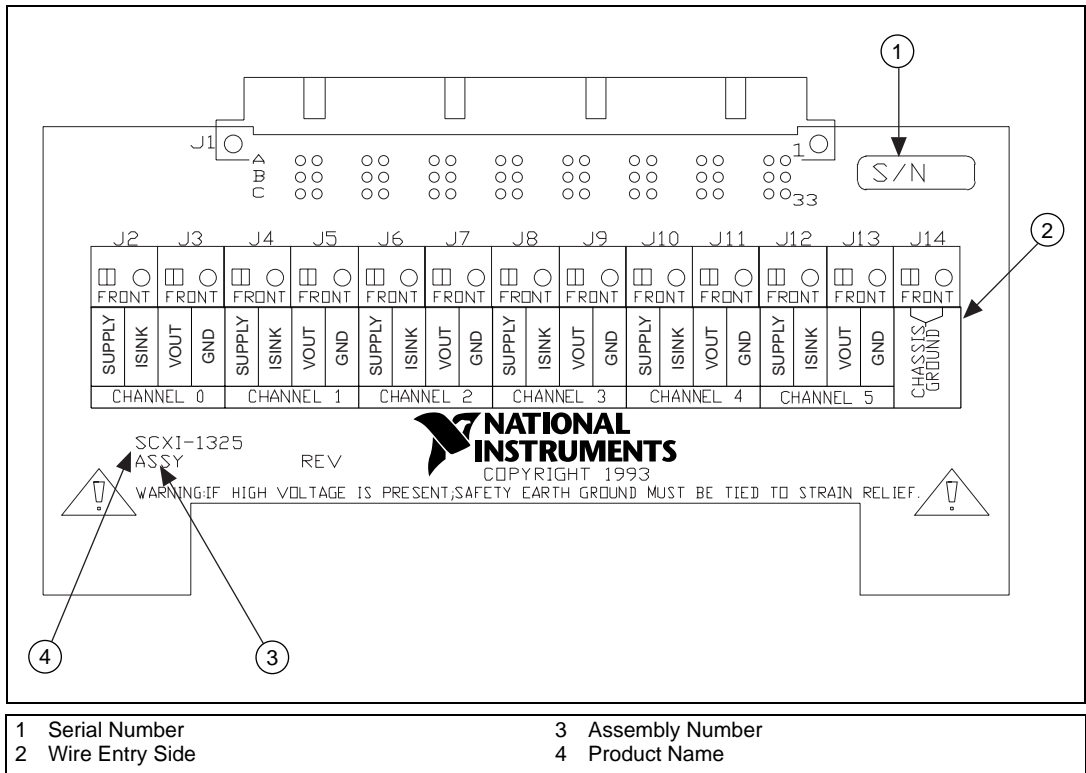 1
J1
1
A
B
C
33
S/N
2
J2 J3 J4 J5 J6 J7 J8 J9 J10 J11 J12 J13 J14
FRONT FRONT FRONT FRONT FRONT FRONT FRONT FRONT FRONT FRONT FRONT FRONT FRONT
SUPPLY ISINK VOUT GND SUPPLY ISINK VOUT GND SUPPLY ISINK VOUT GND SUPPLY ISINK VOUT GND SUPPLY ISINK VOUT GND SUPPLY ISINK VOUT GND CHASSIS GROUND
CHANNEL 0 CHANNEL 1 CHANNEL 2 CHANNEL 3 CHANNEL 4 CHANNEL 5
NATIONAL
INSTRUMENTS
SCXI-1325
ASSY REV
COPYRIGHT 1993
WARNING:IF HIGH VOLTAGE IS PRESENT;SAFETY EARTH GROUND MUST BE TIED TO STRAIN RELIEF.
! !
4 3
1 Serial Number
2 Wire Entry Side
3 Assembly Number
4 Product Name